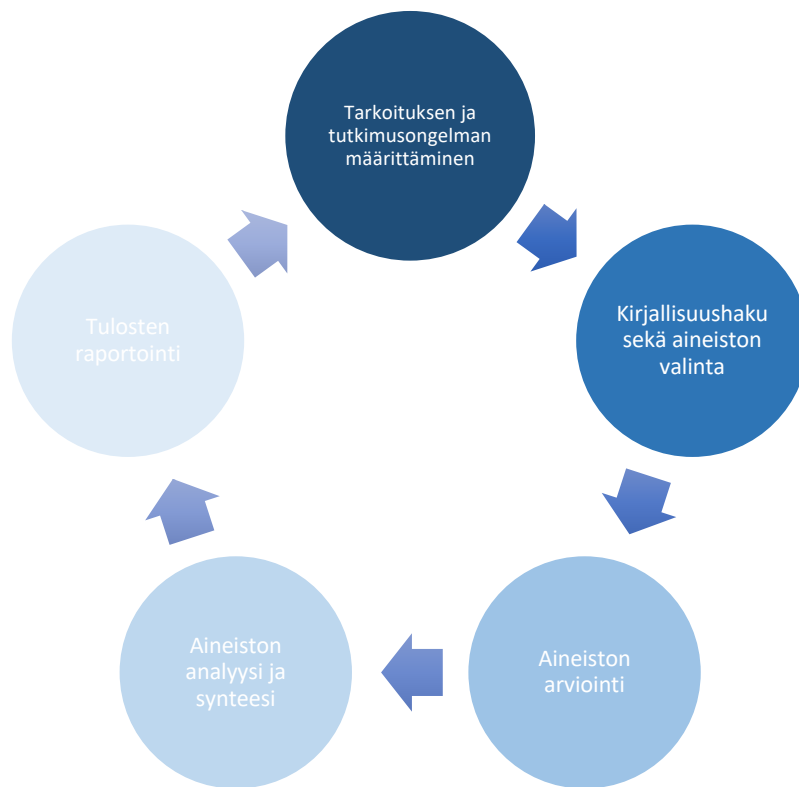 Tarkoituksen ja
tutkimusongelman
määrittäminen
Kirjallisuushaku
sekä aineiston
valinta
Aineiston
arviointi
Aineiston
analyysi ja
synteesi
Tulosten
raportointi